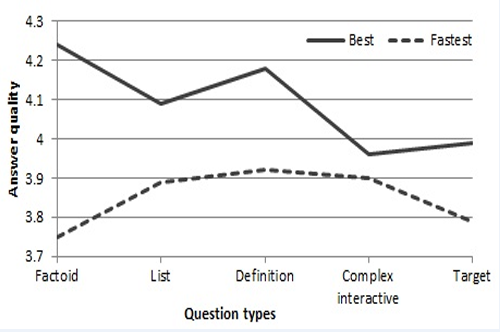 4.3
Best Fastest
4.2
4.1
4
3.9
3.8
3.7
Answer quality
Factoid List Definition Complex interactive Target
Question types